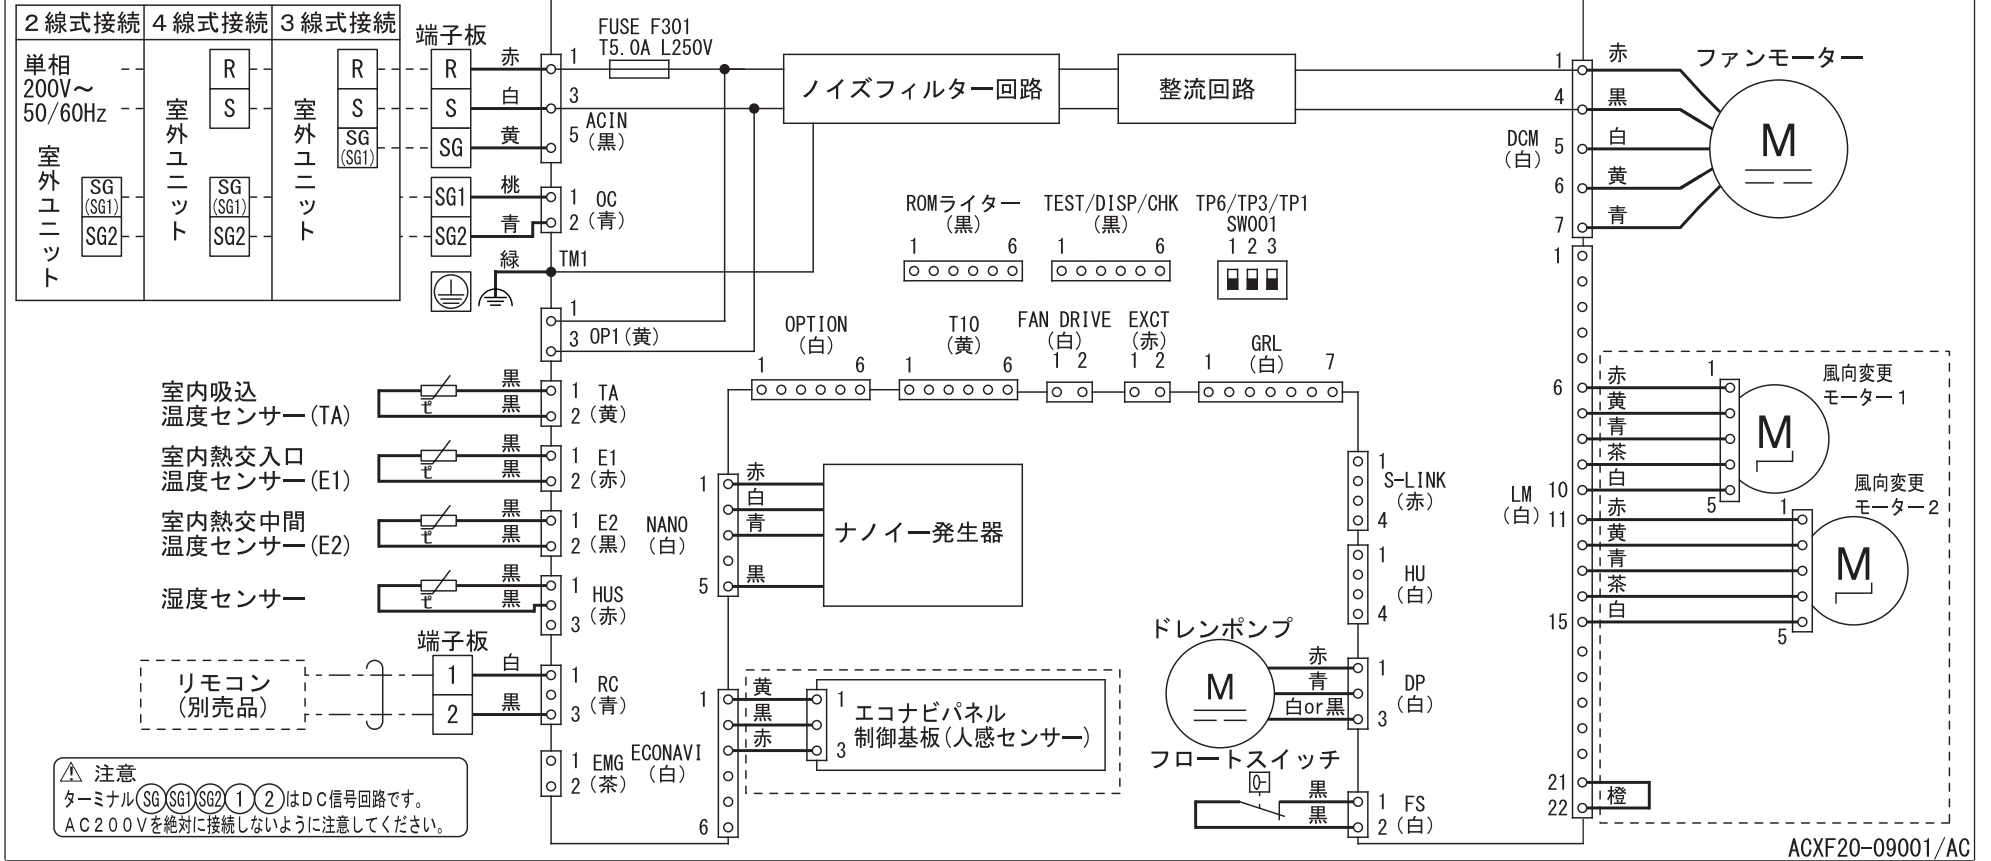 2線式接続
4線式接続
3線式接続
単相
200V～
50/60Hz
室外ユニット
SG
(SG1)
SG2
R
S
室外ユニット
SG
(SG1)
SG2
R
S
SG
(SG1)
室外ユニット
端子板
R
S
SG
SG1
SG2
赤
白
黄
桃
青
緑
1
3
5
ACIN
(黒)
1
2
OC
(青)
TM1
1
3
OP1(黄)
FUSE F301
T5.0A L250V
ノイズフィルター回路
整流回路
1
4
5
6
7
DCM
(白)
赤
黒
白
黄
青
ファンモーター
M
ROMライター
(黒)
1 6
TEST/DISP/CHK
(黒)
1 6
TP6/TP3/TP1
SW001
1 2 3
OPTION
(白)
1 6
T10
(黄)
1 6
FAN DRIVE
(白)
1 2
EXCT
(赤)
1 2
GRL
(白)
1 7
室内吸込
温度センサー(TA)
ピ
黒
黒
1
2
TA
(黄)
室内熱交入口
温度センサー(E1)
ピ
黒
黒
1
2
E1
(赤)
室内熱交中間
温度センサー(E2)
ピ
黒
黒
1
2
E2
(黒)
湿度センサー
ピ
黒
黒
1
3
HUS
(赤)
リモコン
(別売品)
端子板
1
2
白
黒
1
3
RC
(青)
1
2
EMG
(茶)
NANO
(白)
1
5
赤
白
青
黒
ナノイー発生器
ECONAVI
(白)
1
6
黄
黒
赤
1
3
エコナビパネル
制御基板(人感センサー)
1
4
S-LINK
(赤)
1
4
HU
(白)
ドレンポンプ
M
赤
青
白or黒
1
3
DP
(白)
フロートスイッチ
黒
黒
1
2
FS
(白)
LM
(白)
1
6
10
11
15
21
22
赤
黄
青
茶
白
1
5
M
風向変更
モーター1
赤
黄
青
茶
白
1
5
M
風向変更
モーター2
橙
注意
ターミナルSG SG1 SG2 1 2はDC信号回路です。
AC200Vを絶対に接続しないように注意してください。
ACXF20-09001/AC